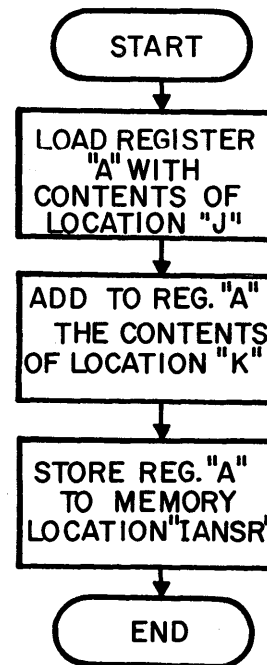 START
LOAD REGISTER
"A" WITH
CONTENTS OF
LOCATION "J"
ADD TO REG. "A"
THE CONTENTS
OF LOCATION "K"
STORE REG. "A"
TO MEMORY
LOCATION "IANSR"
END